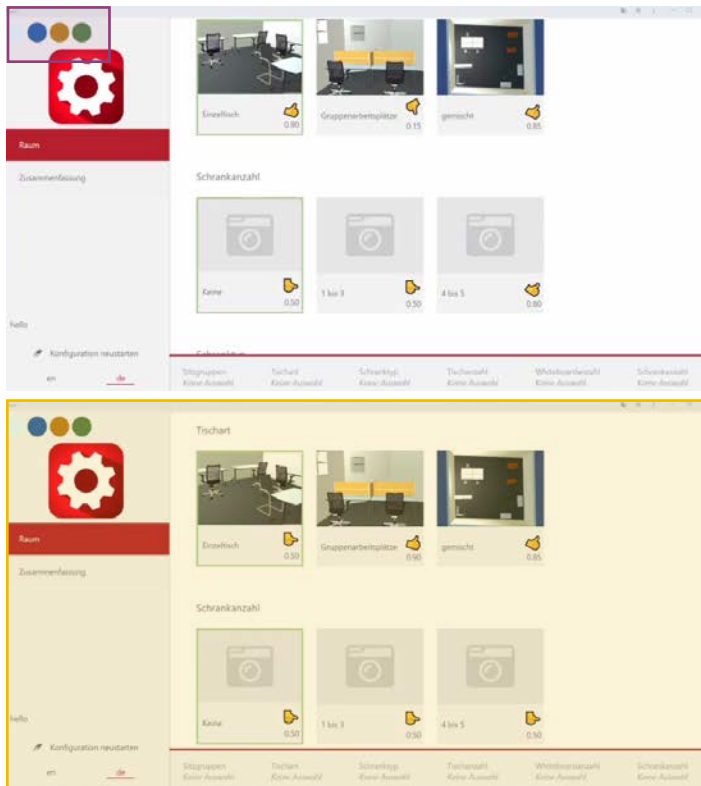 Einzeltisch
0.90
Gruppenarbeitsplätze
0.15
gemischt
0.85
Raum
Zusammenfassung
Schrankanzahl
Keine
0.50
1 bis 3
0.50
4 bis 5
0.80
hello
Konfiguration neustarten
en
de
Sitzgruppen
Keine Auswahl
Tischart
Keine Auswahl
Schranktyp
Keine Auswahl
Tischanzahl
Keine Auswahl
Whiteboardanzahl
Keine Auswahl
Schrankanzahl
Keine Auswahl
Tischart
Einzeltisch
0.50
Gruppenarbeitsplätze
0.90
gemischt
0.85
Raum
Zusammenfassung
Schrankanzahl
Keine
0.50
1 bis 3
0.50
4 bis 5
0.50
hello
Konfiguration neustarten
en
de
Sitzgruppen
Keine Auswahl
Tischart
Keine Auswahl
Schranktyp
Keine Auswahl
Tischanzahl
Keine Auswahl
Whiteboardanzahl
Keine Auswahl
Schrankanzahl
Keine Auswahl